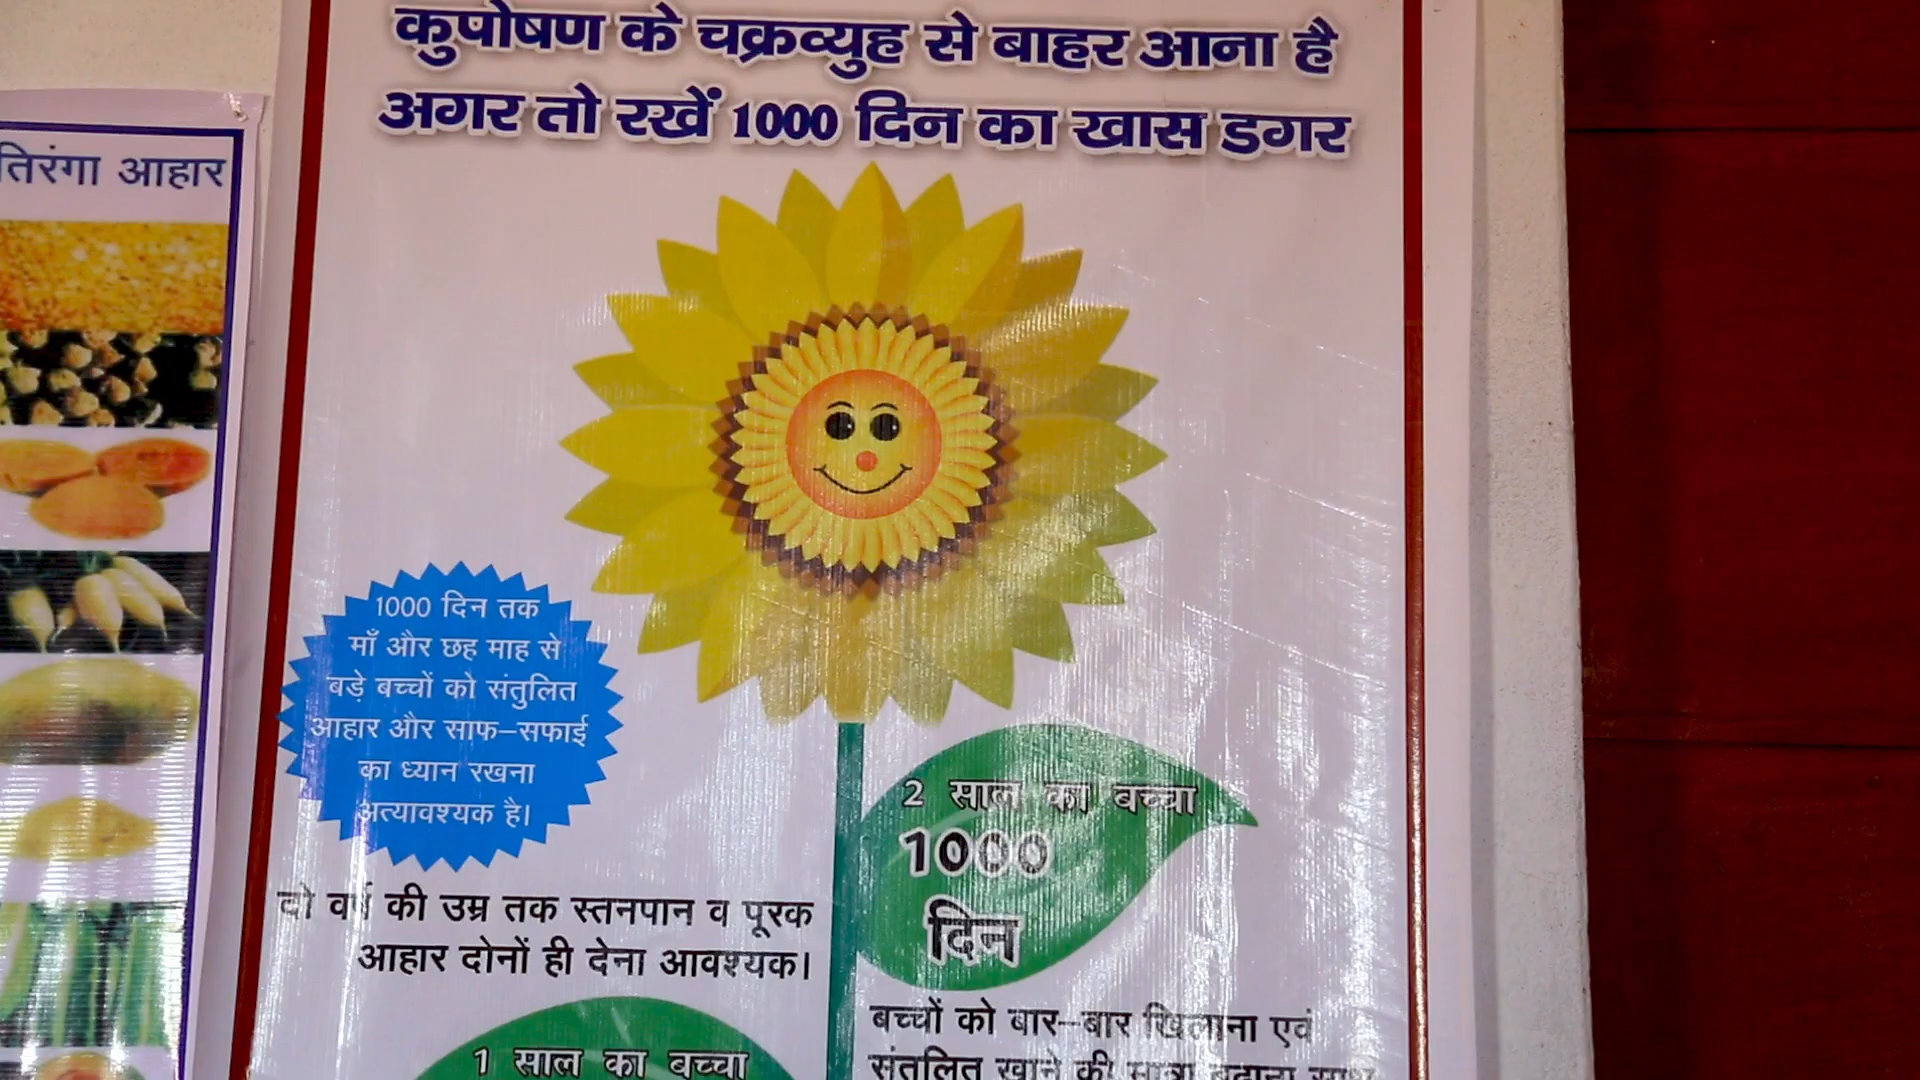 कुपोषण के चक्रव्युह से बाहर आना है
अगर तो रखें 1000 दिन का खास डगर
तिरंगा आहार
1000 दिन तक
माँ और छह माह से
बड़े बच्चों को संतुलित
आहार और साफ-सफाई
का ध्यान रखना
अत्यावश्यक है।
2 साल का बच्चा
1000
दिन
दो वर्ष की उम्र तक स्तनपान व पूरक
आहार दोनों ही देना आवश्यक।
बच्चों को बार-बार खिलाना एवं
संतुलित खाने की मात्रा बढ़ाना
1 साल का बच्चा